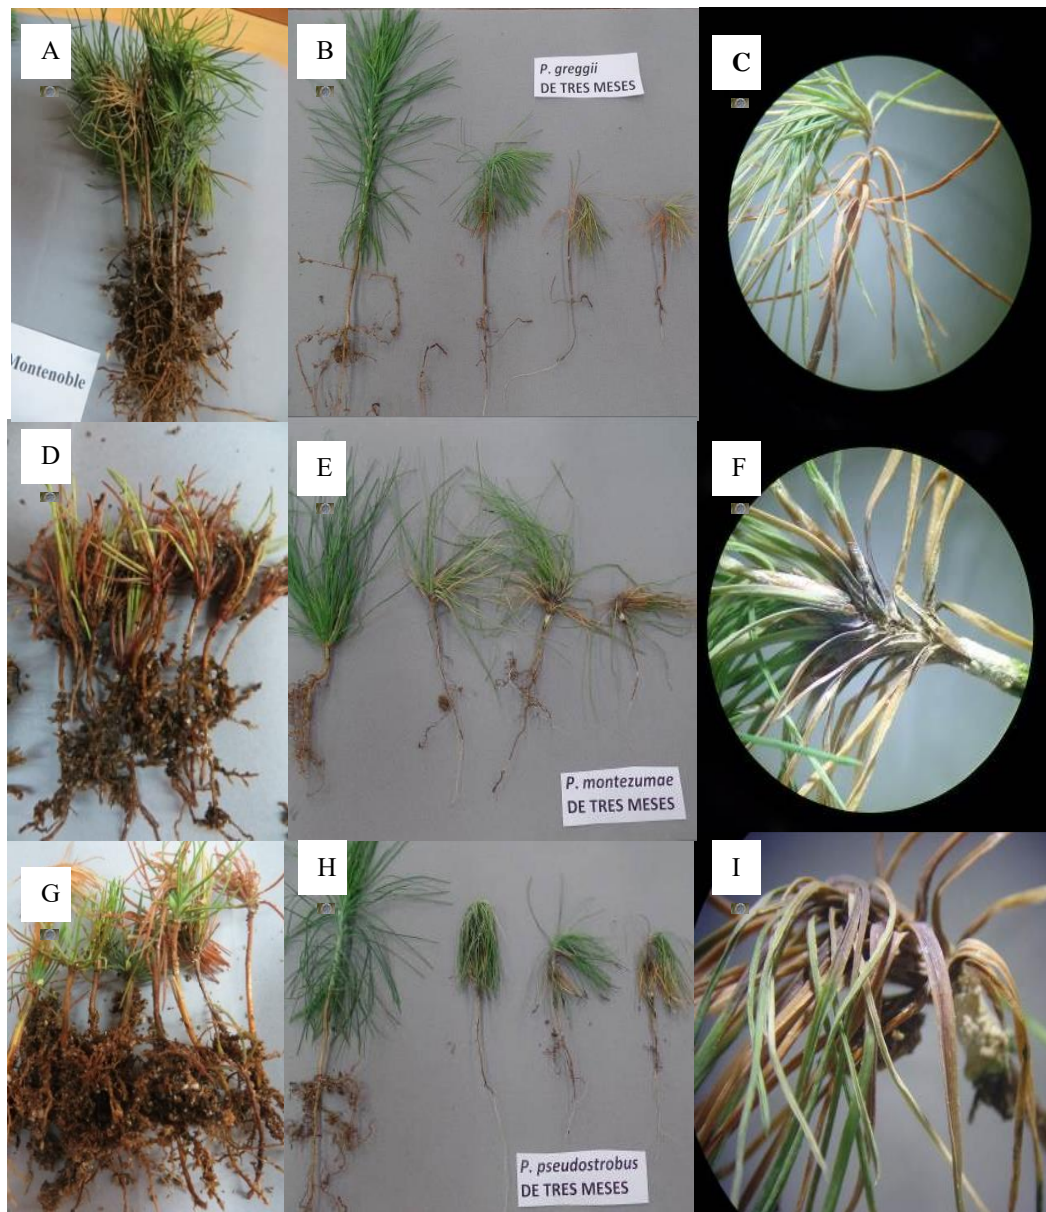 A
B
C
P. greggii
DE TRES MESES
Montenoble
D
E
F
P. montezumae
DE TRES MESES
G
H
I
P. pseudostrobus
DE TRES MESES